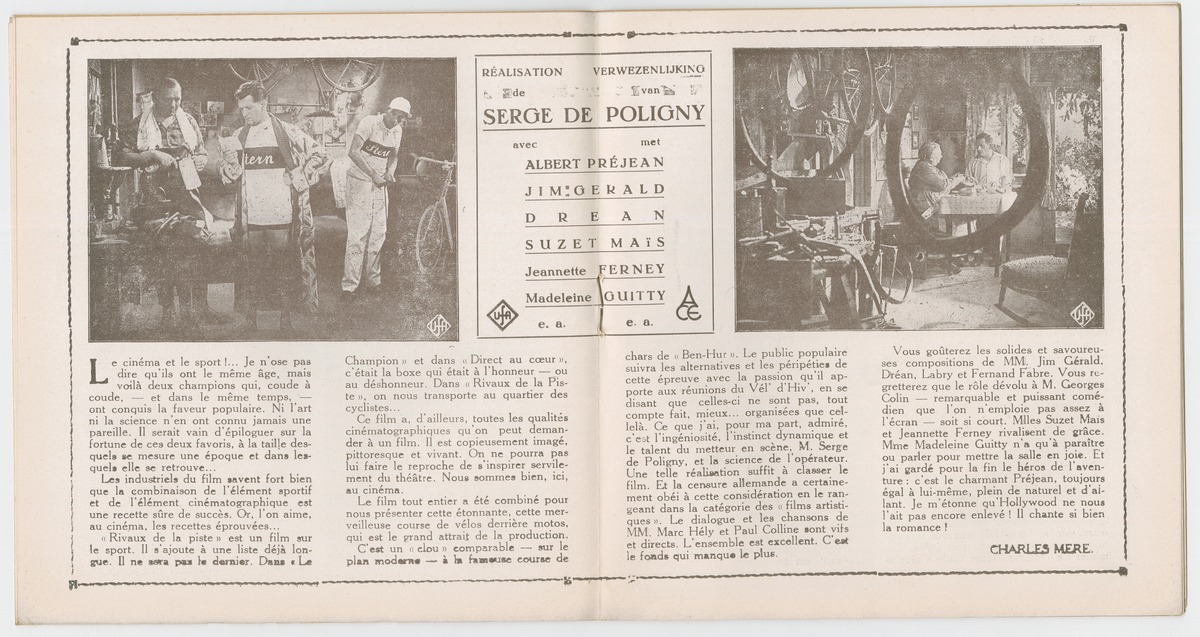 tern
Stern
UFA
RÉALISATION VERWEZENLIJKING
de van
SERGE DE POLIGNY
avec met
ALBERT PRÉJEAN
JIM GERALD
DREAN
SUZET MAÏS
Jeannette FERNEY
Madeleine GUITTY
e. a. e. a.
UFA
ACE
UFA
Le cinéma et le sport !... Je n'ose pas
dire qu'ils ont le même âge, mais
voilà deux champions qui, coude à
coude, — et dans le même temps, —
ont conquis la faveur populaire. Ni l'art
ni la science n'en ont connu jamais une
pareille. Il serait vain d'épiloguer sur la
fortune de ces deux favoris, à la taille des-
quels se mesure une époque et dans les-
quels elle se retrouve...
Les industriels du film savent fort bien
que la combinaison de l'élément sportif
et de l'élément cinématographique est
une recette sûre de succès. Or, l'on aime,
au cinéma, les recettes éprouvées...
« Rivaux de la piste » est un film sur
le sport. Il s'ajoute à une liste déjà lon-
gue. Il ne sera pas le dernier. Dans « Le
Champion » et dans « Direct au cœur »,
c'était la boxe qui était à l'honneur — ou
au déshonneur. Dans « Rivaux de la Pis-
te », on nous transporte au quartier des
cyclistes...
Ce film a, d'ailleurs, toutes les qualités
cinématographiques qu'on peut deman-
der à un film. Il est copieusement imagé,
pittoresque et vivant. On ne pourra pas
lui faire le reproche de s'inspirer servile-
ment du théâtre. Nous sommes bien, ici,
au cinéma.
Le film tout entier a été combiné pour
nous présenter cette étonnante, cette mer-
veilleuse course de vélos derrière motos,
qui est le grand attrait de la production.
C'est un « clou » comparable — sur le
plan moderne — à la fameuse course de
chars de « Ben-Hur ». Le public populaire
suivra les alternatives et les péripéties de
cette épreuve avec la passion qu'il ap-
porte aux réunions du Vél' d'Hiv', en se
disant que celles-ci ne sont pas, tout
compte fait, mieux... organisées que cel-
lelà. Ce que j'ai, pour ma part, admiré,
c'est l'ingéniosité, l'instinct dynamique et
le talent du metteur en scène, M. Serge
de Poligny, et la science de l'opérateur.
Une telle réalisation suffit à classer le
film. Et la censure allemande a certaine-
ment obéi à cette considération en le ran-
geant dans la catégorie des « films artisti-
ques ». Le dialogue et les chansons de
MM. Marc Hély et Paul Colline sont vifs
et directs. L'ensemble est excellent. C'est
le fonds qui manque le plus.
Vous goûterez les solides et savoureu-
ses compositions de MM. Jim Gérald,
Dréan, Labry et Fernand Fabre. Vous re-
gretterez que le rôle dévolu à M. Georges
Colin — remarquable et puissant comé-
dien que l'on n'emploie pas assez à
l'écran — soit si court. Mlles Suzet Mais
et Jeannette Ferney rivalisent de grâce.
Mme Madeleine Guitty n'a qu'à paraître
ou parler pour mettre la salle en joie. Et
j'ai gardé pour la fin le héros de l'aven-
ture : c'est le charmant Préjean, toujours
égal à lui-même, plein de naturel et d'al-
lant. Je m'étonne qu'Hollywood ne nous
l'ait pas encore enlevé ! Il chante si bien
la romance !
CHARLES MERE.